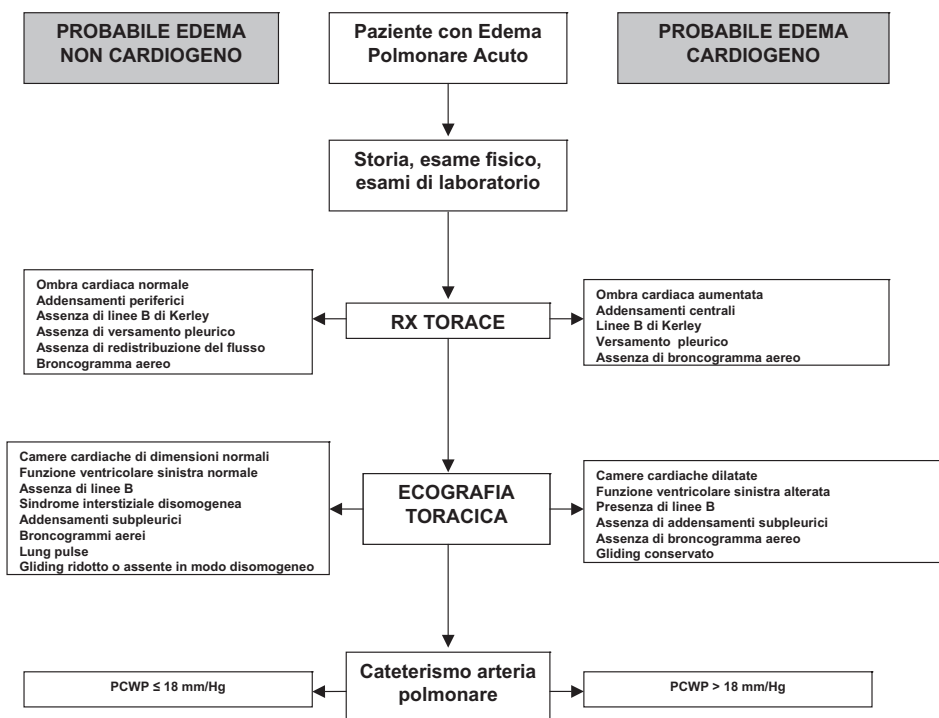 PROBABILE EDEMA
NON CARDIOGENO
Paziente con Edema
Polmonare Acuto
PROBABILE EDEMA
CARDIOGENO
Storia, esame fisico,
esami di laboratorio
Ombra cardiaca normale
Addensamenti periferici
Assenza di linee B di Kerley
Assenza di versamento pleurico
Assenza di redistribuzione del flusso
Broncogramma aereo
RX TORACE
Ombra cardiaca aumentata
Addensamenti centrali
Linee B di Kerley
Versamento pleurico
Assenza di broncogramma aereo
Camere cardiache di dimensioni normali
Funzione ventricolare sinistra normale
Assenza di linee B
Sindrome interstiziale disomogenea
Addensamenti subpleurici
Broncogrammi aerei
Lung pulse
Gliding ridotto o assente in modo disomogeneo
ECOGRAFIA
TORACICA
Camere cardiache dilatate
Funzione ventricolare sinistra alterata
Presenza di linee B
Assenza di addensamenti subpleurici
Assenza di broncogramma aereo
Gliding conservato
PCWP ≤ 18 mm/Hg
Cateterismo arteria
polmonare
PCWP > 18 mm/Hg